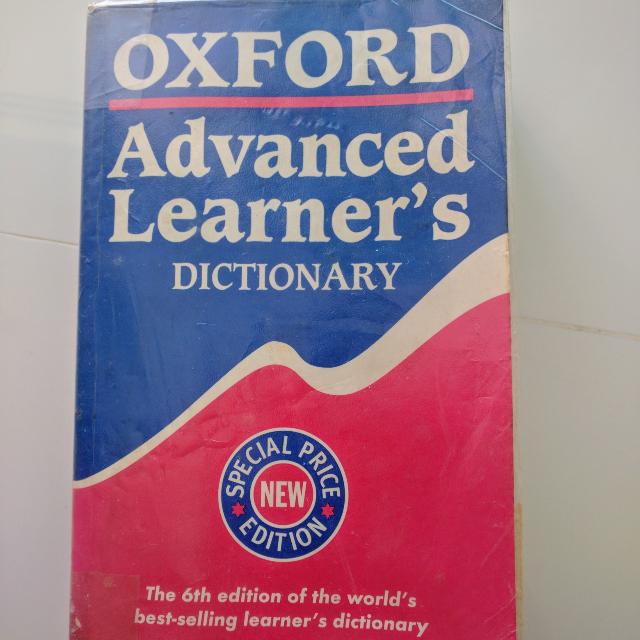 OXFORD
Advanced
Learner's
DICTIONARY
SPECIAL PRICE
NEW
EDITION
The 6th edition of the world's
best-selling learner's dictionary